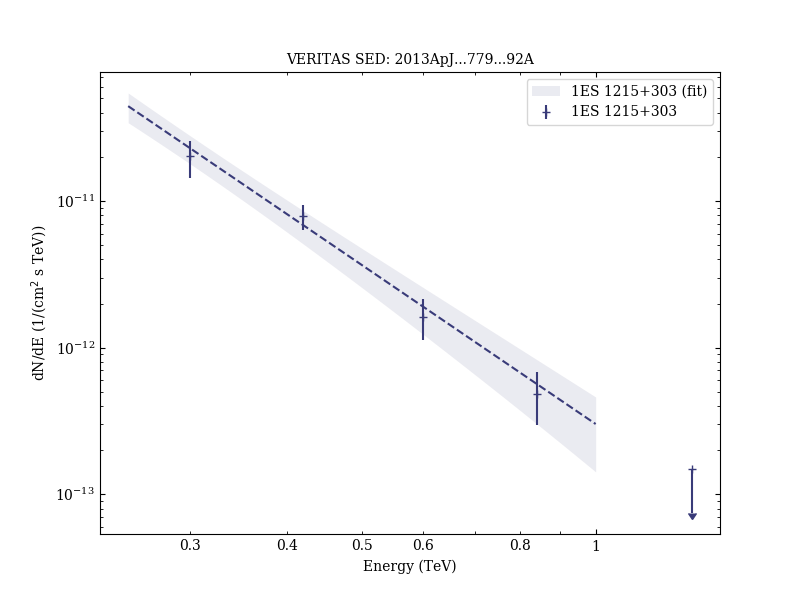 VERITAS SED: 2013ApJ...779...92A
1ES 1215+303 (fit)
1ES 1215+303
dN/dE (1/(cm² s TeV))
10⁻¹¹
10⁻¹²
10⁻¹³
0.3 0.4 0.5 0.6 0.8 1
Energy (TeV)